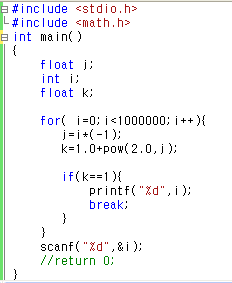 #include <stdio.h>
#include <math.h>
int main()
{
    float j;
    int i;
    float k;

    for( i=0;i<1000000;i++){
        j=i*(-1);
        k=1.0+pow(2.0,j);

        if(k==1){
            printf("%d",i);
            break;
        }
    }
    scanf("%d",&i);
    //return 0;
}